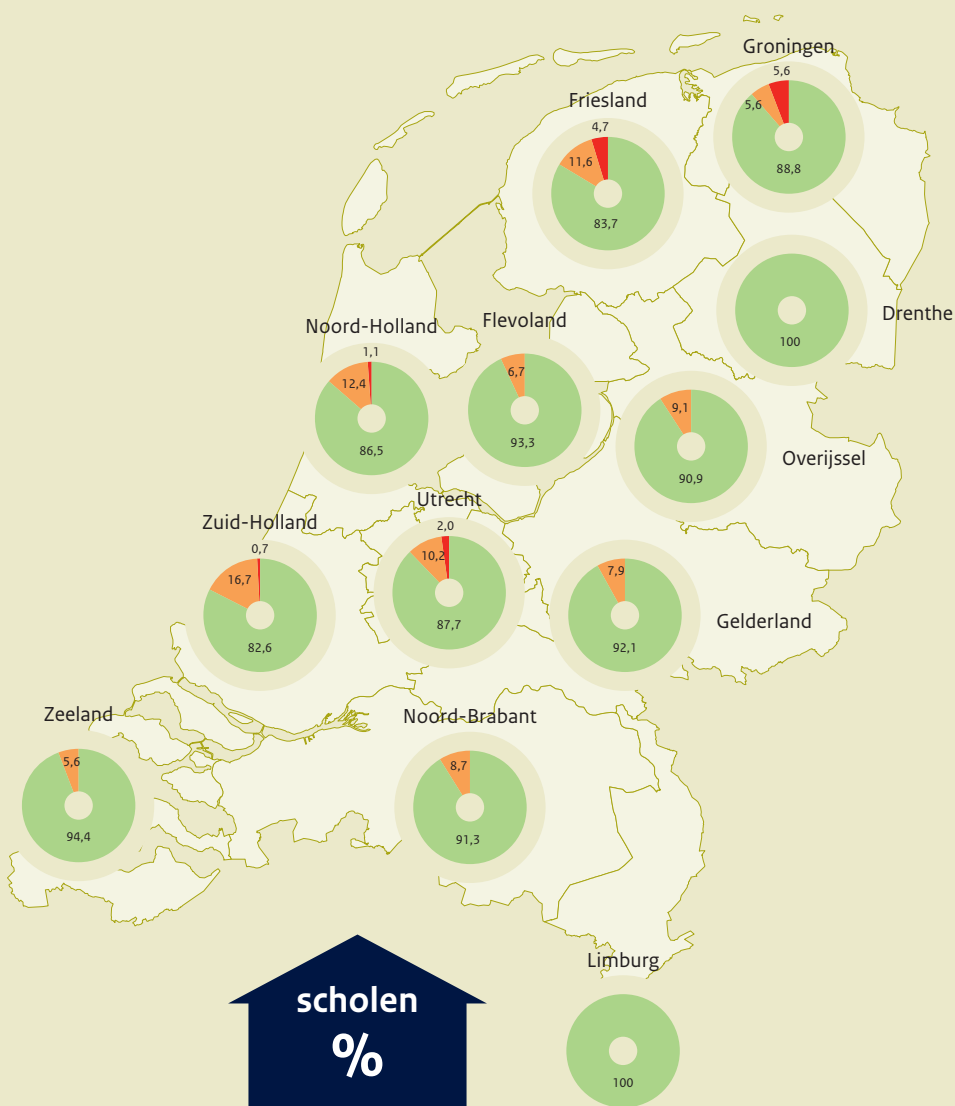 Groningen
5,6
5,6
88,8
Friesland
4,7
11,6
83,7
Drenthe
100
Noord-Holland
1,1
12,4
86,5
Flevoland
6,7
93,3
Overijssel
9,1
90,9
Utrecht
2,0
10,2
87,7
Zuid-Holland
0,7
16,7
82,6
Gelderland
7,9
92,1
Zeeland
5,6
94,4
Noord-Brabant
8,7
91,3
Limburg
100
scholen
%